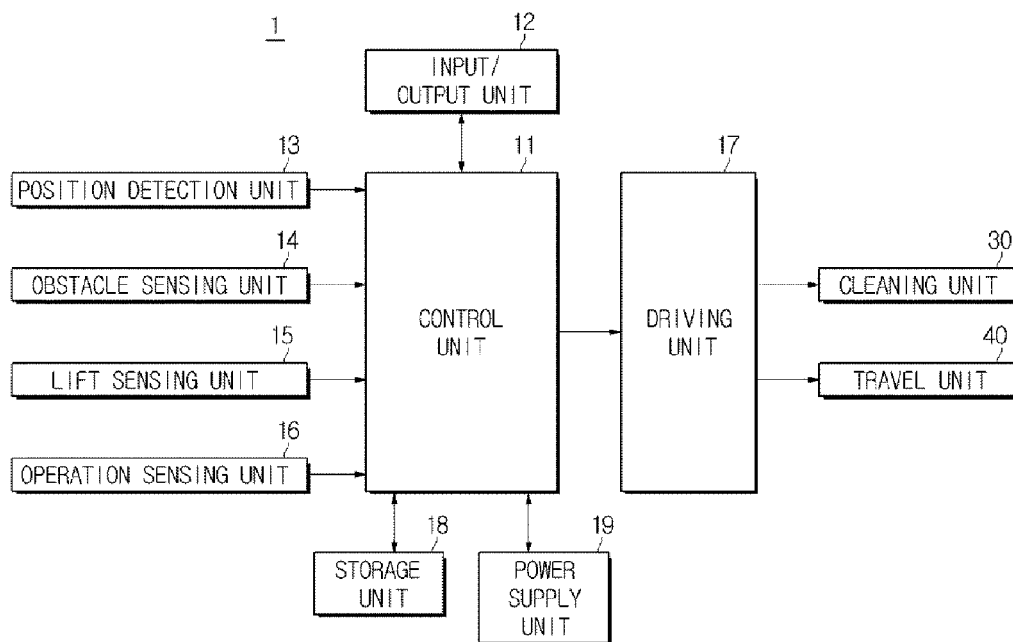 1
12
INPUT/
OUTPUT UNIT
13
POSITION DETECTION UNIT
14
OBSTACLE SENSING UNIT
15
LIFT SENSING UNIT
16
OPERATION SENSING UNIT
11
CONTROL
UNIT
17
DRIVING
UNIT
30
CLEANING UNIT
40
TRAVEL UNIT
18
STORAGE
UNIT
19
POWER
SUPPLY
UNIT